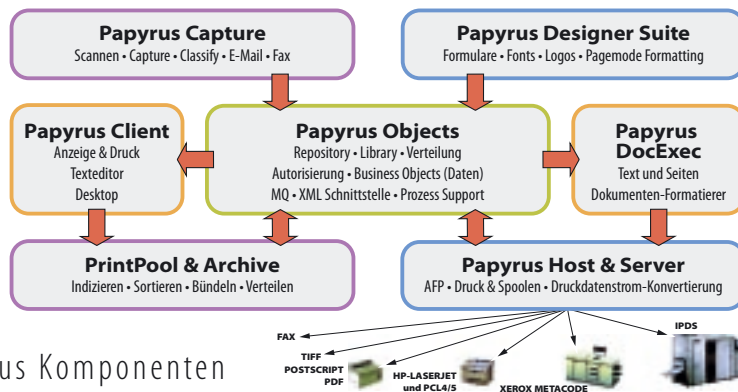 Papyrus Capture
Scannen • Capture • Classify • E-Mail • Fax
Papyrus Designer Suite
Formulare • Fonts • Logos • Pagemode Formatting
Papyrus Client
Anzeige & Druck
Texteditor
Desktop
Papyrus Objects
Repository • Library • Verteilung
Autorisierung • Business Objects (Daten)
MQ • XML Schnittstelle • Prozess Support
Papyrus
DocExec
Text und Seiten
Dokumenten-Formatierer
PrintPool & Archive
Indizieren • Sortieren • Bündeln • Verteilen
Papyrus Host & Server
AFP • Druck & Spoolen • Druckdatenstrom-Konvertierung
FAX
TIFF
POSTSCRIPT
PDF
HP-LASERJET
und PCL4/5
XEROX METACODE
IPDS
us Komponenten